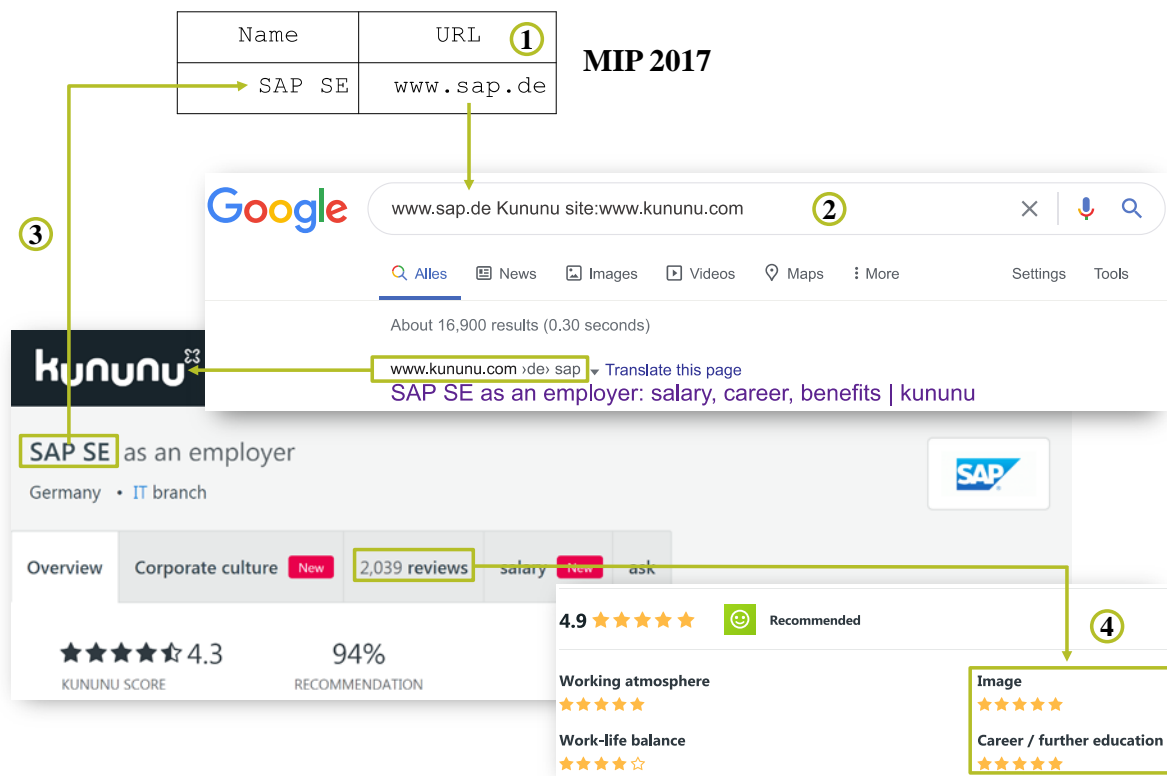 Name URL 1
SAP SE www.sap.de
MIP 2017
Google www.sap.de Kununu site:www.kununu.com 2
3
Alles News Images Videos Maps More Settings Tools
About 16,900 results (0.30 seconds)
www.kununu.com ›de› sap Translate this page
SAP SE as an employer: salary, career, benefits | kununu
kununu
SAP SE as an employer
Germany • IT branch
SAP
Overview Corporate culture New 2,039 reviews salary New ask
4.3 94%
KUNUNU SCORE RECOMMENDATION
4.9 Recommended 4
Working atmosphere Image
Work-life balance Career / further education